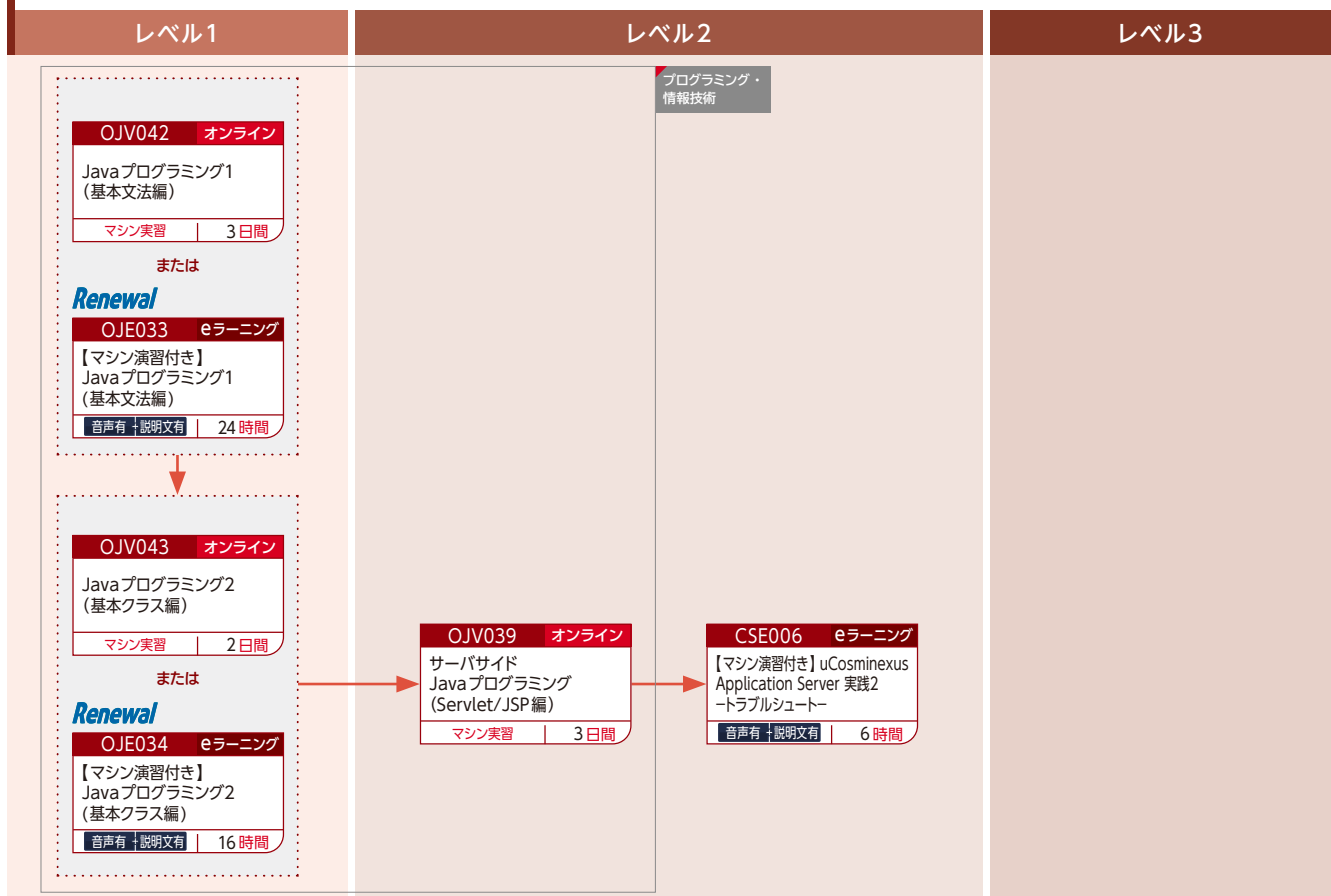 レベル1
レベル2
レベル3
プログラミング・
情報技術
OJV042 オンライン
Javaプログラミング1
(基本文法編)
マシン実習 3日間
または
Renewal
OJE033 eラーニング
【マシン演習付き】
Javaプログラミング1
(基本文法編)
音声有+説明文有 24時間
OJV043 オンライン
Javaプログラミング2
(基本クラス編)
マシン実習 2日間
または
Renewal
OJE034 eラーニング
【マシン演習付き】
Javaプログラミング2
(基本クラス編)
音声有+説明文有 16時間
OJV039 オンライン
サーバサイド
Javaプログラミング
(Servlet/JSP編)
マシン実習 3日間
CSE006 eラーニング
【マシン演習付き】uCosminexus
Application Server 実践2
-トラブルシュート-
音声有+説明文有 6時間